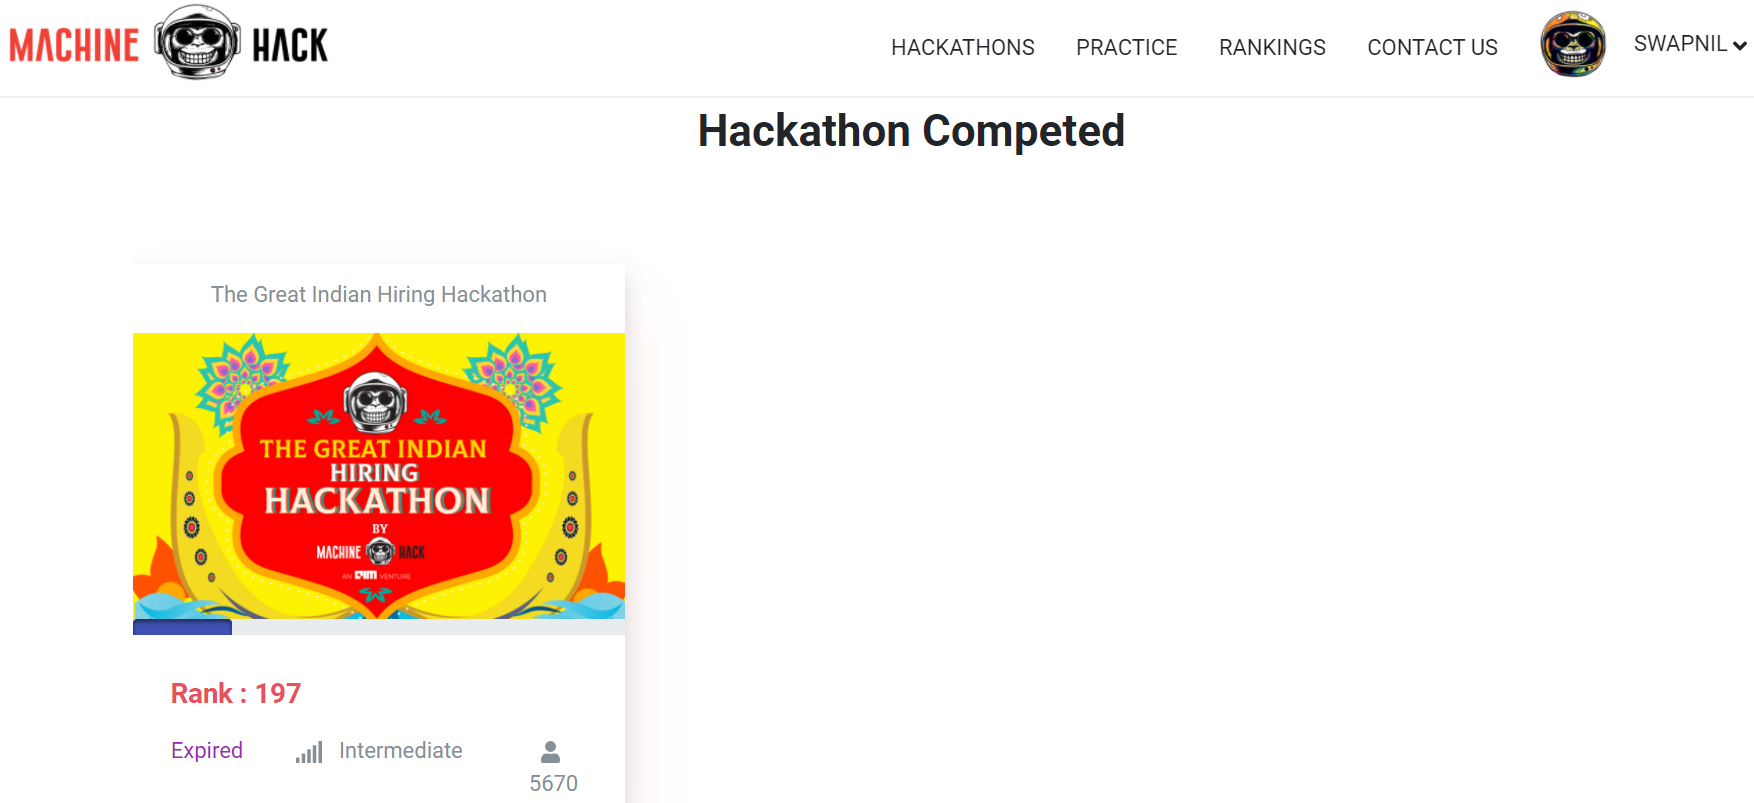 MACHINE HACK
HACKATHONS PRACTICE RANKINGS CONTACT US SWAPNIL
Hackathon Competed
The Great Indian Hiring Hackathon
THE GREAT INDIAN
HIRING
HACKATHON
BY
MACHINE HACK
AN AIM VENTURE
Rank : 197
Expired Intermediate
5670